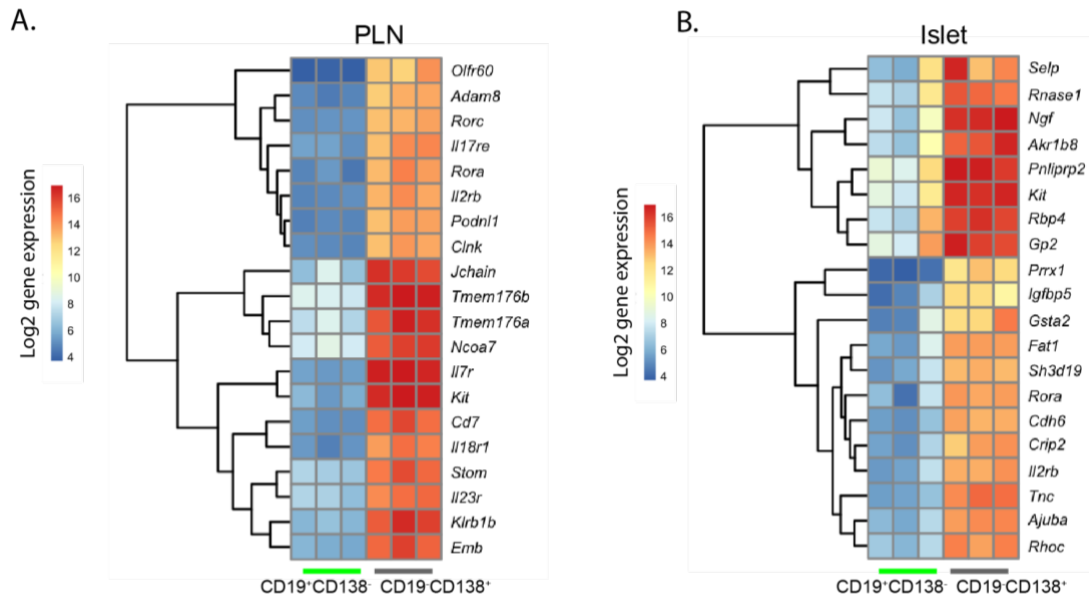 A.
PLN
Olfr60
Adam8
Rorc
Il17re
Rora
Il2rb
Podnl1
Clnk
Jchain
Tmem176b
Tmem176a
Ncoa7
Il7r
Kit
Cd7
Il18r1
Stom
Il23r
Klrb1b
Emb
Log2 gene expression
16
14
12
10
8
6
4
CD19⁺CD138⁻
CD19⁻CD138⁺
B.
Islet
Selp
Rnase1
Ngf
Akr1b8
Pnliprp2
Kit
Rbp4
Gp2
Prrx1
Igfbp5
Gsta2
Fat1
Sh3d19
Rora
Cdh6
Crip2
Il2rb
Tnc
Ajuba
Rhoc
Log2 gene expression
16
14
12
10
8
6
4
CD19⁺CD138⁻
CD19⁻CD138⁺